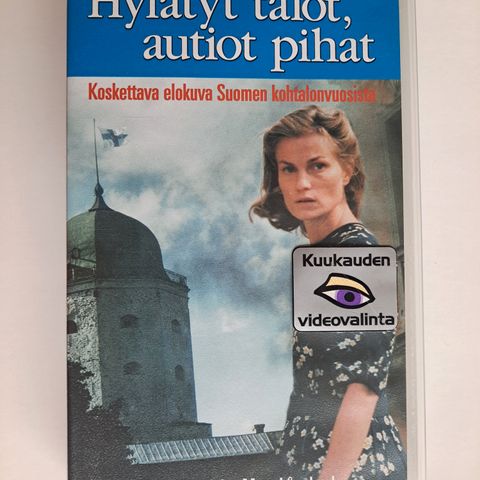 Hylätyt talot,
autiot pihat
Koskettava elokuva Suomen kohtalonvuosista
Kuukauden
videovalinta